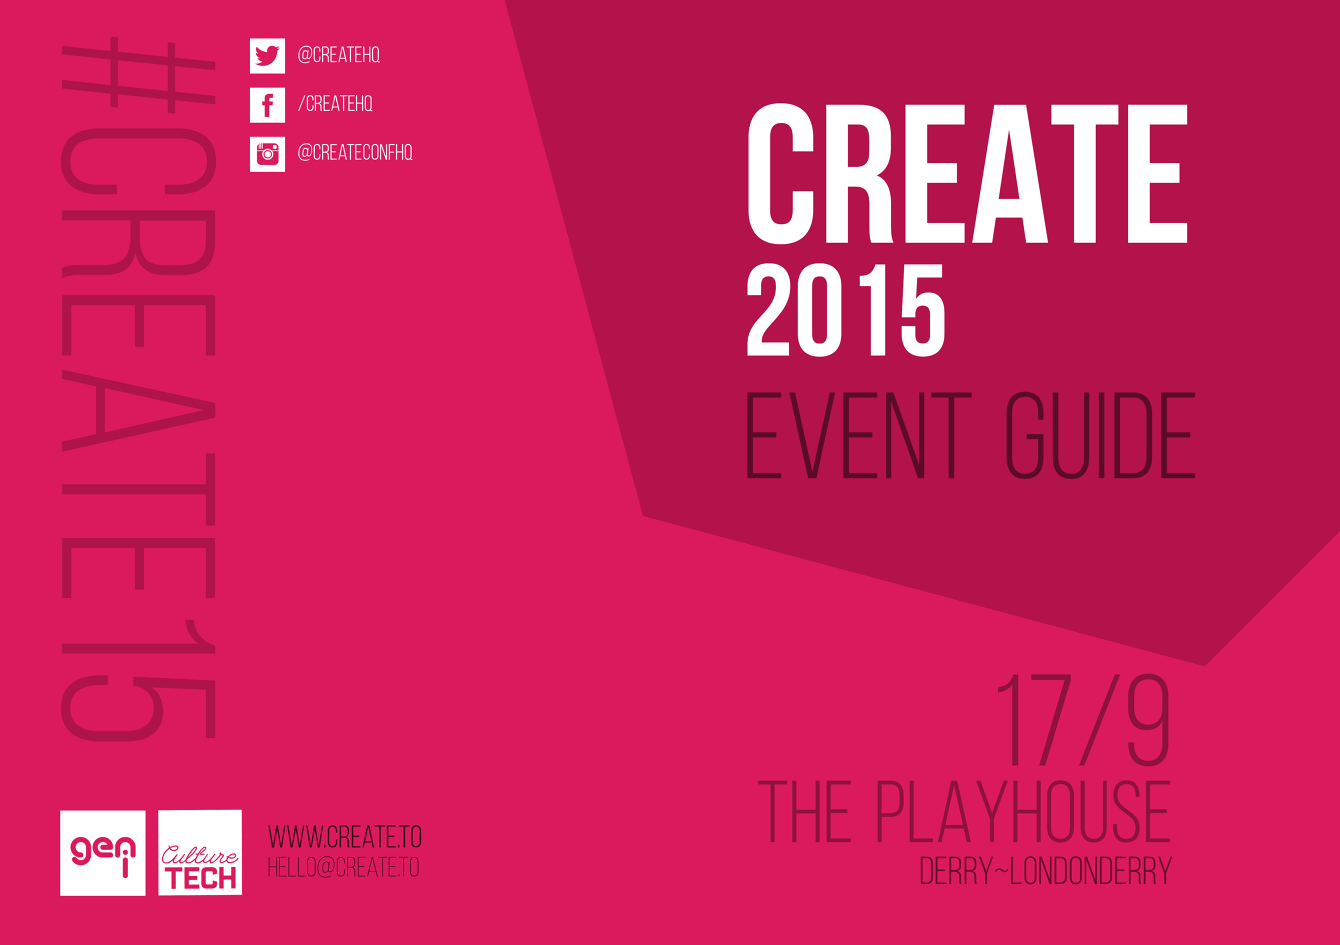 #CREATE15
@CREATEHQ
/CREATEHQ
@CREATECONFHQ
gen i
Culture
TECH
WWW.CREATE.TO
HELLO@CREATE.TO
CREATE
2015
EVENT GUIDE
17/9
THE PLAYHOUSE
DERRY~LONDONDERRY